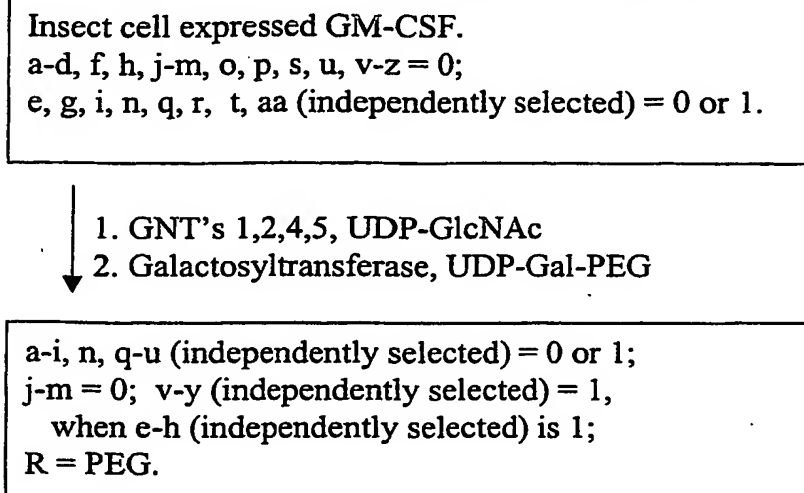 Insect cell expressed GM-CSF.
a-d, f, h, j-m, o, p, s, u, v-z = 0;
e, g, i, n, q, r, t, aa (independently selected) = 0 or 1.
1. GNT's 1,2,4,5, UDP-GlcNAc
2. Galactosyltransferase, UDP-Gal-PEG
a-i, n, q-u (independently selected) = 0 or 1;
j-m = 0; v-y (independently selected) = 1,
when e-h (independently selected) is 1;
R = PEG.